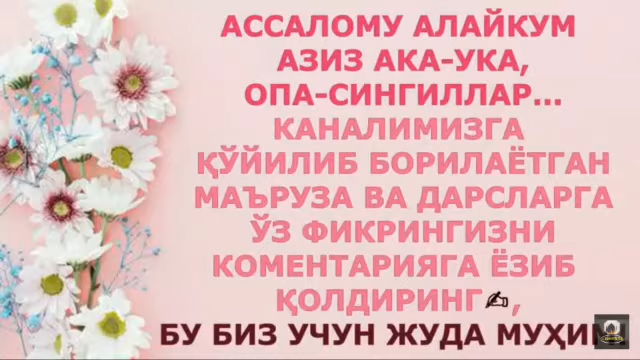 АССАЛОМУ АЛАЙКУМ
АЗИЗ АКА-УКА,
ОПА-СИНГИЛЛАР...
КАНАЛИМИЗГА
ҚЎЙИЛИБ БОРИЛАЁТГАН
МАЪРУЗА ВА ДАРСЛАРГА
ЎЗ ФИКРИНГИЗНИ
КОМЕНТАРИЯГА ЁЗИБ
ҚОЛДИРИНГ✍,
БУ БИЗ УЧУН ЖУДА МУҲИМ